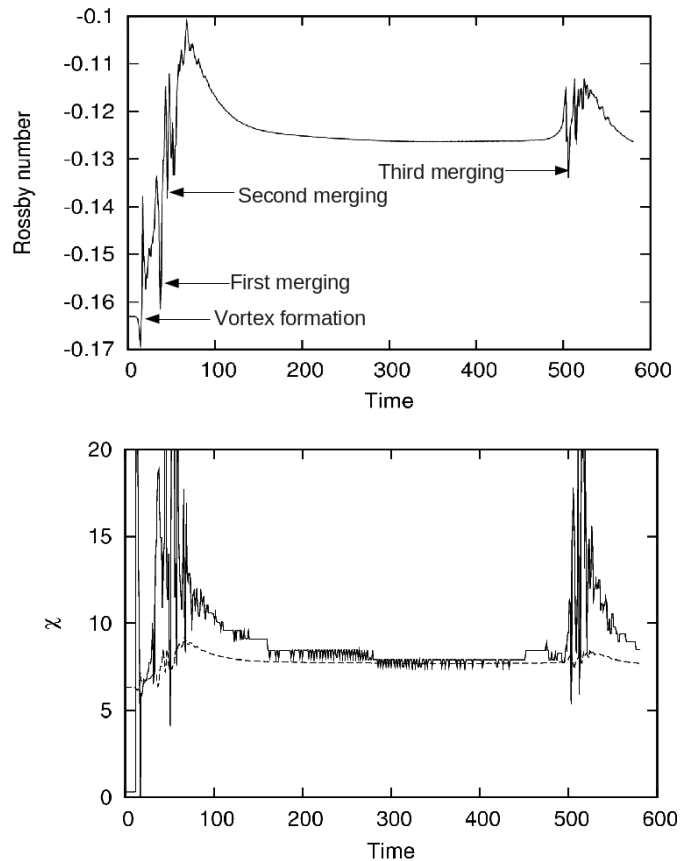 -0.1
-0.11
-0.12
-0.13
-0.14
-0.15
-0.16
-0.17
Rossby number
Third merging
Second merging
First merging
Vortex formation
0 100 200 300 400 500 600
Time
20
15
10
5
0
χ
0 100 200 300 400 500 600
Time